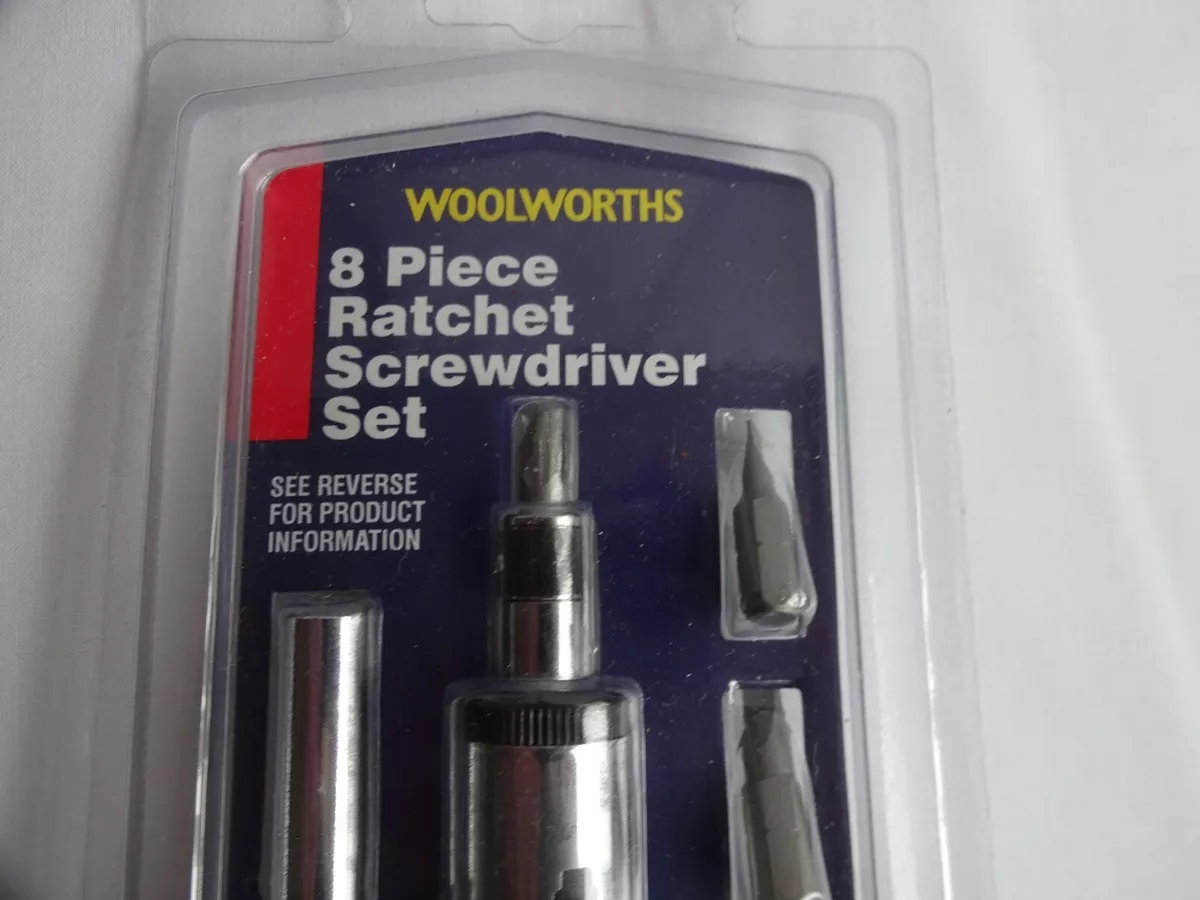 WOOLWORTHS
8 Piece
Ratchet
Screwdriver
Set
SEE REVERSE
FOR PRODUCT
INFORMATION